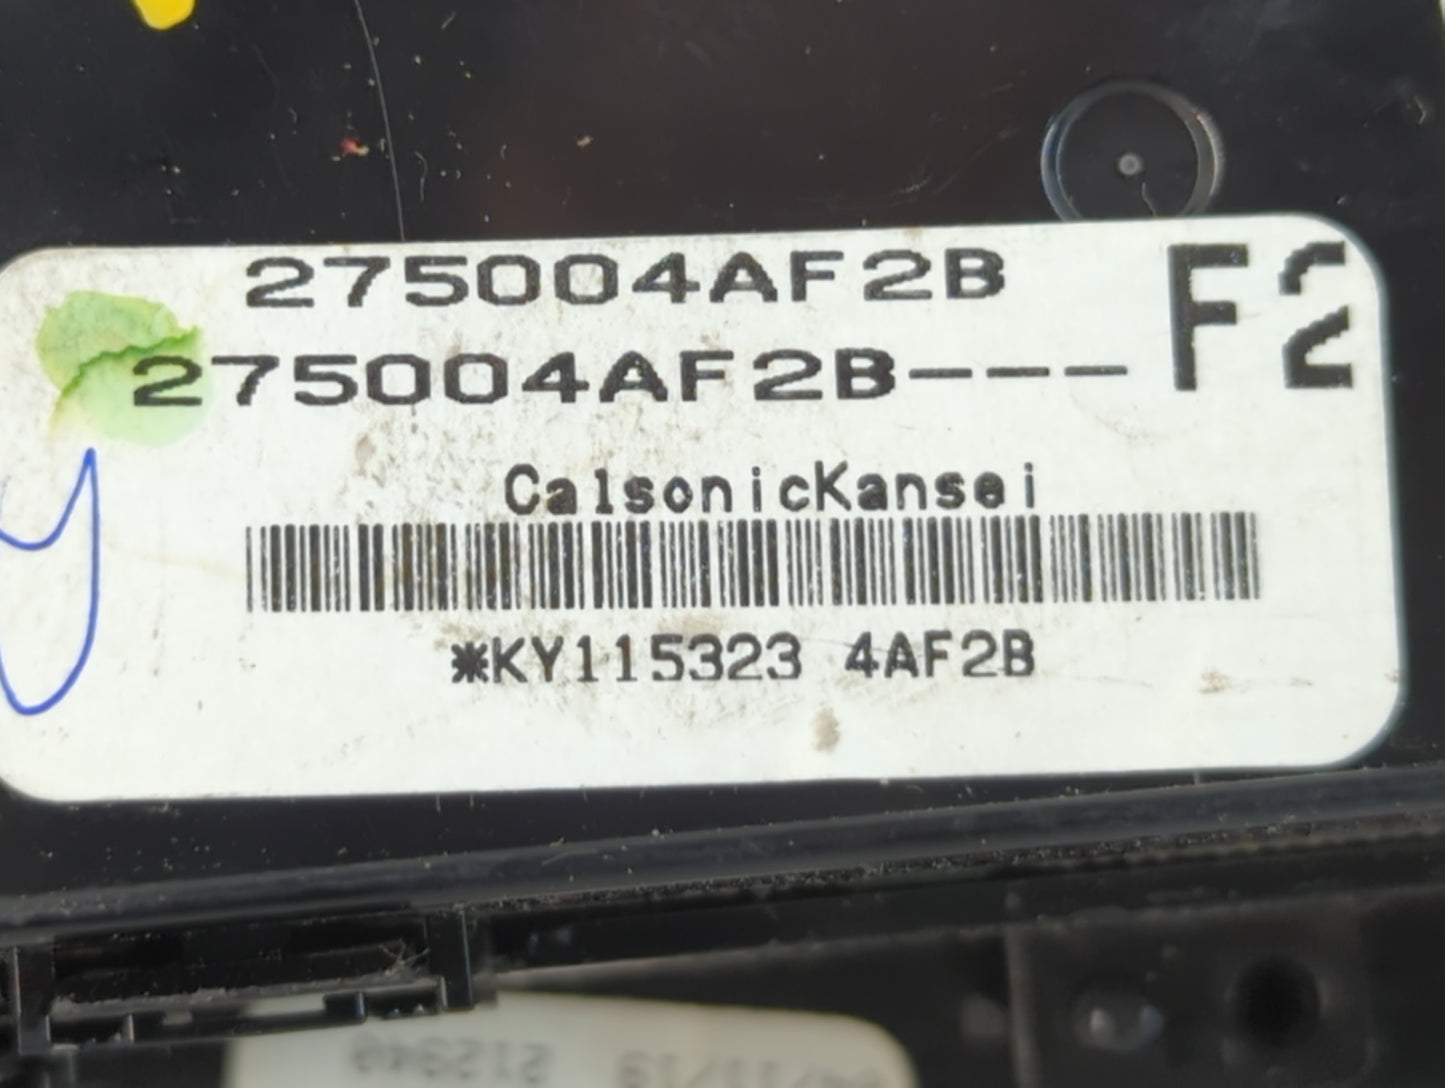 275004AF2B
275004AF2B---
F2
CalsonicKansei
*KY115323 4AF2B